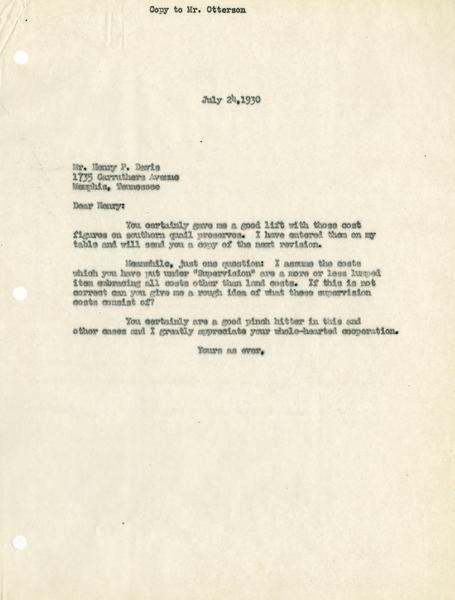 Copy to Mr. Otterson
July 24,1930
Mr. Henry P. Davis
1735 Carruthers Avenue
Memphis, Tennessee
Dear Henry:
You certainly gave me a good lift with those cost
figures on southern quail preserves. I have entered them on my
table and will send you a copy of the next revision.
Meanwhile, just one question: I assume the costs
which you have put under "Supervision" are a more or less lumped
item embracing all costs other than land costs. If this is not
correct can you give me a rough idea of what these supervision
costs consist of?
You certainly are a good pinch hitter in this and
other cases and I greatly appreciate your whole-hearted cooperation.
Yours as ever,